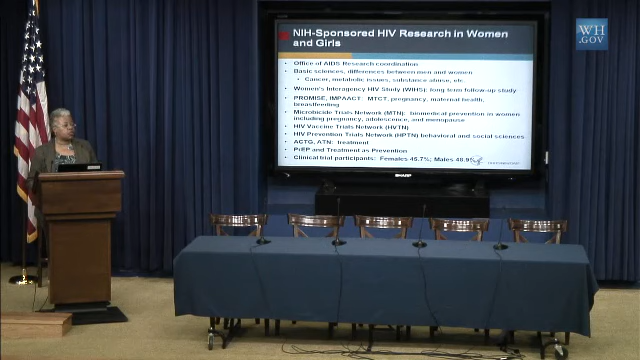 NIH-Sponsored HIV Research in Women
and Girls
WH
.GOV
Office of AIDS Research coordination
Basic sciences, differences between men and women
Cancer, metabolic issues, substance abuse, etc.
Women's Interagency HIV Study (WIHS): long term follow-up study
PROMISE, IMPAACT: MTCT, pregnancy, maternal health,
breastfeeding
Microbicide Trials Network (MTN): biomedical prevention in women
including pregnancy, adolescence, and menopause
HIV Vaccine Trials Network (HVTN)
HIV Prevention Trials Network (HPTN) behavioral and social sciences
ACTG, ATN: treatment
PrEP and Treatment as Prevention
Clinical trial participants: Females 45.7%; Males 48.9%
SHARP